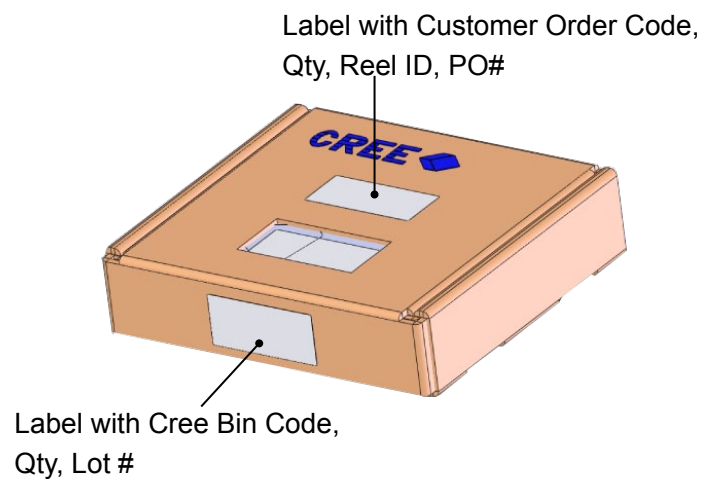 Label with Customer Order Code,
Qty, Reel ID, PO#
CREE
Label with Cree Bin Code,
Qty, Lot #